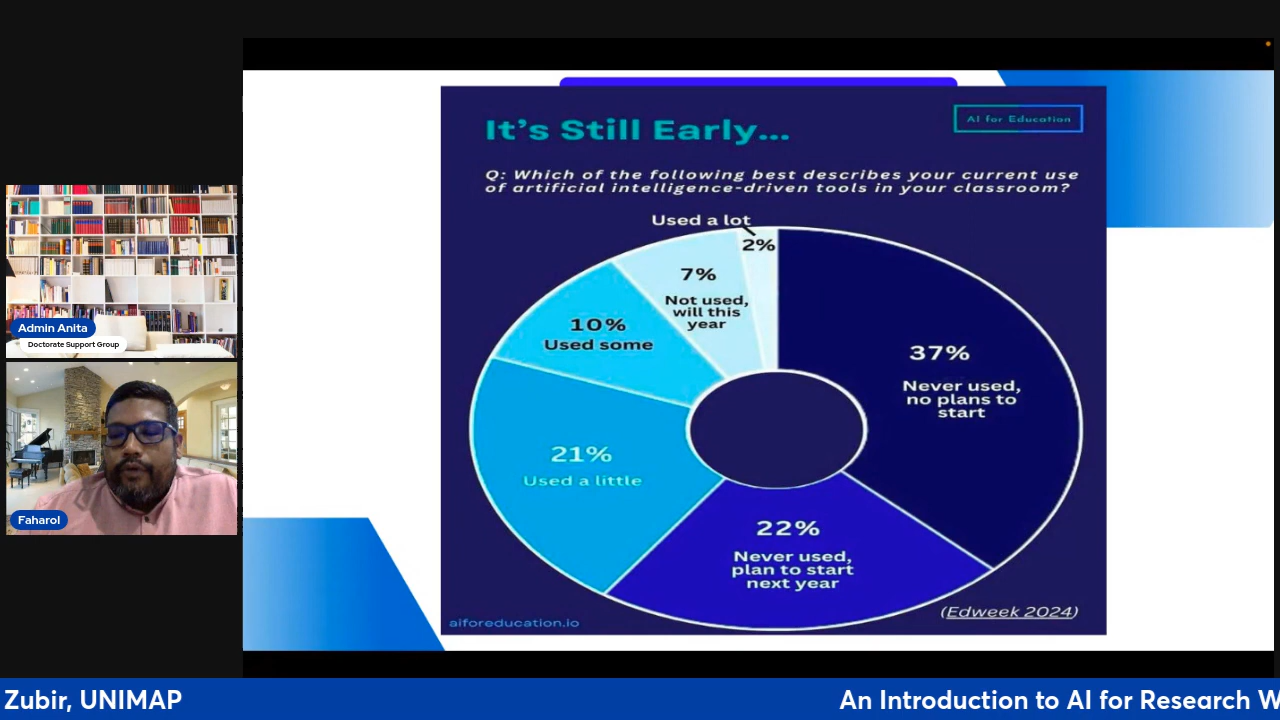 It's Still Early...
AI for Education
Q: Which of the following best describes your current use
of artificial intelligence-driven tools in your classroom?
Used a lot
2%
7%
Not used,
will this
year
10%
Used some
37%
Never used,
no plans to
start
21%
Used a little
22%
Never used,
plan to start
next year
(Edweek 2024)
aiforeducation.io
Admin Anita
Doctorate Support Group
Faharol
Zubir, UNIMAP
An Introduction to AI for Research W